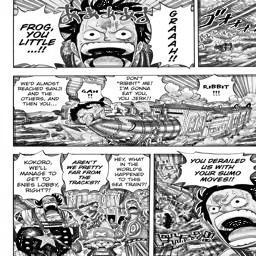 GRAAAH!!
FROG,
YOU
LITTLE
...!!
RIBBIT!!
DON'T
"RIBBIT" ME!
I'M GONNA
EAT YOU,
YOU JERK!!
GAH!!
WE'D ALMOST
REACHED SANJI
AND THE
OTHERS, AND
THEN YOU...
YOU DERAILED
US WITH
YOUR SUMO
MOVES!!
HEY, WHAT IN
THE WORLD'S
HAPPENED
TO THIS
SEA TRAIN?!
AREN'T
WE PRETTY
FAR FROM
THE
TRACKS?!
KOKORO,
WE'LL
MANAGE TO
GET TO
ENIES LOBBY,
RIGHT?!